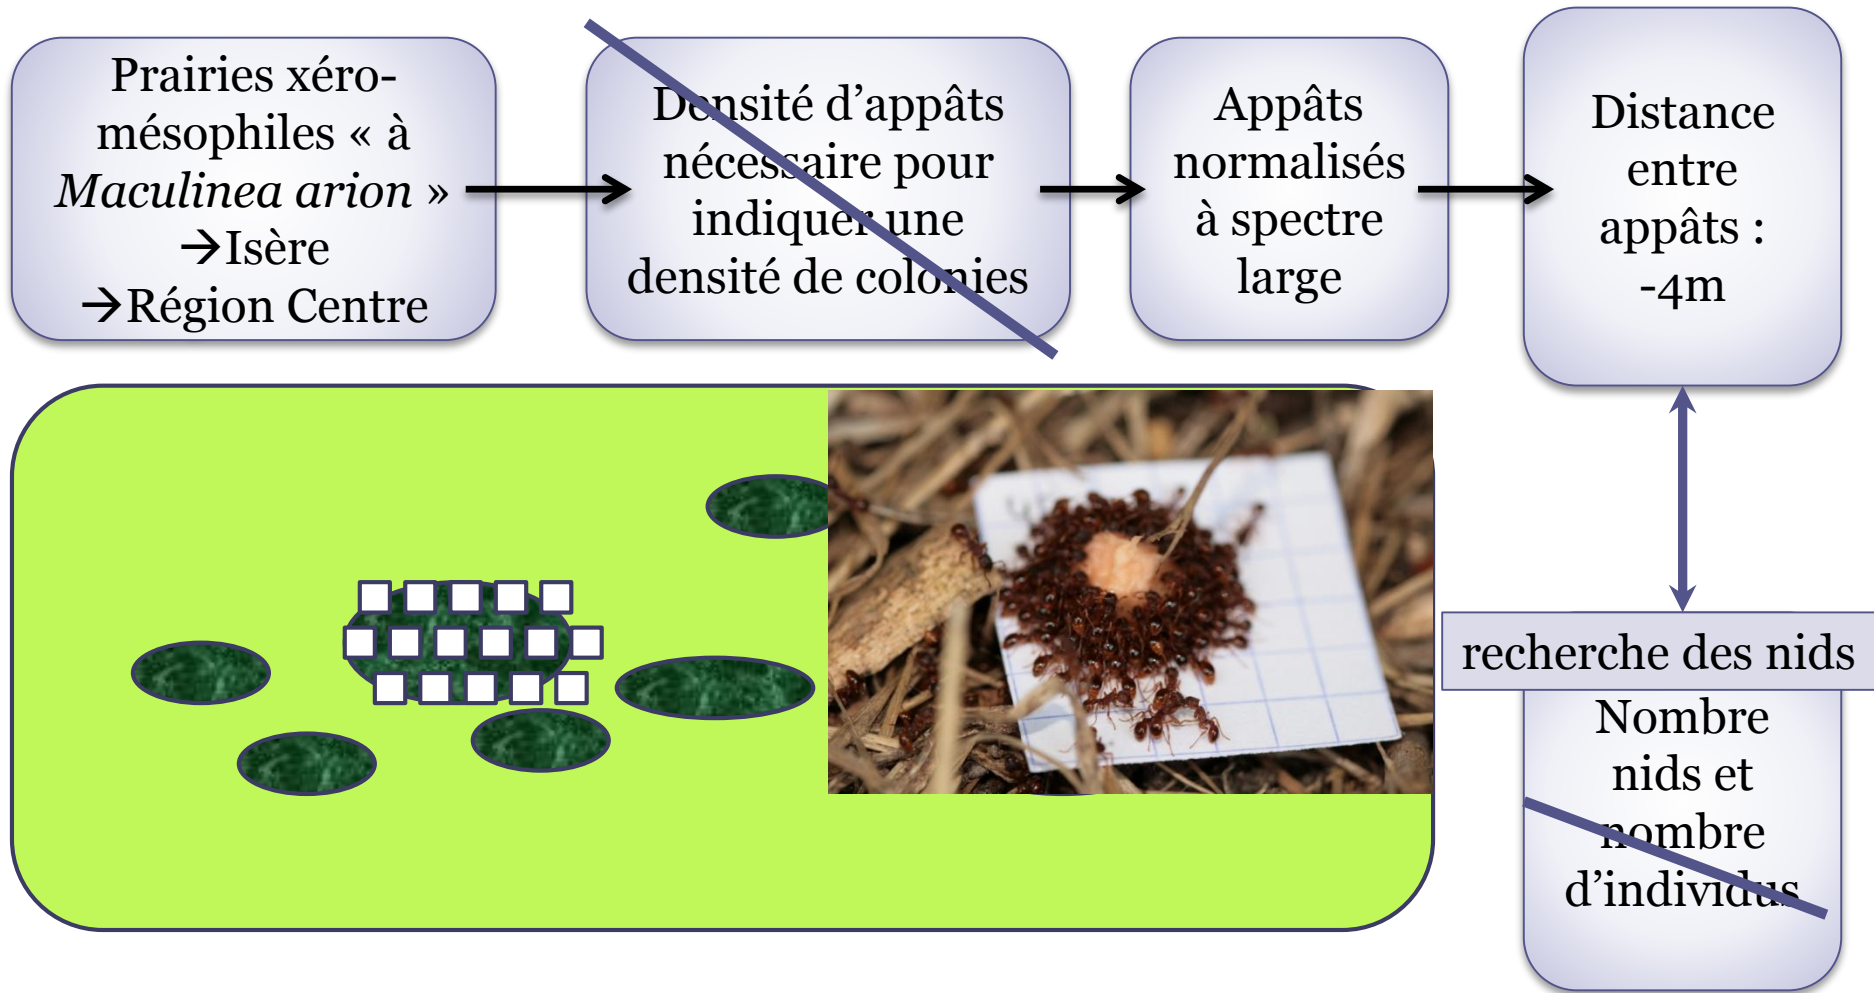 Prairies xéro-
mésophiles « à
Maculinea arion »
→Isère
→Région Centre
Densité d’appâts
nécessaire pour
indiquer une
densité de colonies
Appâts
normalisés
à spectre
large
Distance
entre
appâts :
-4m
recherche des nids
Nombre
nids et
nombre
d’individus